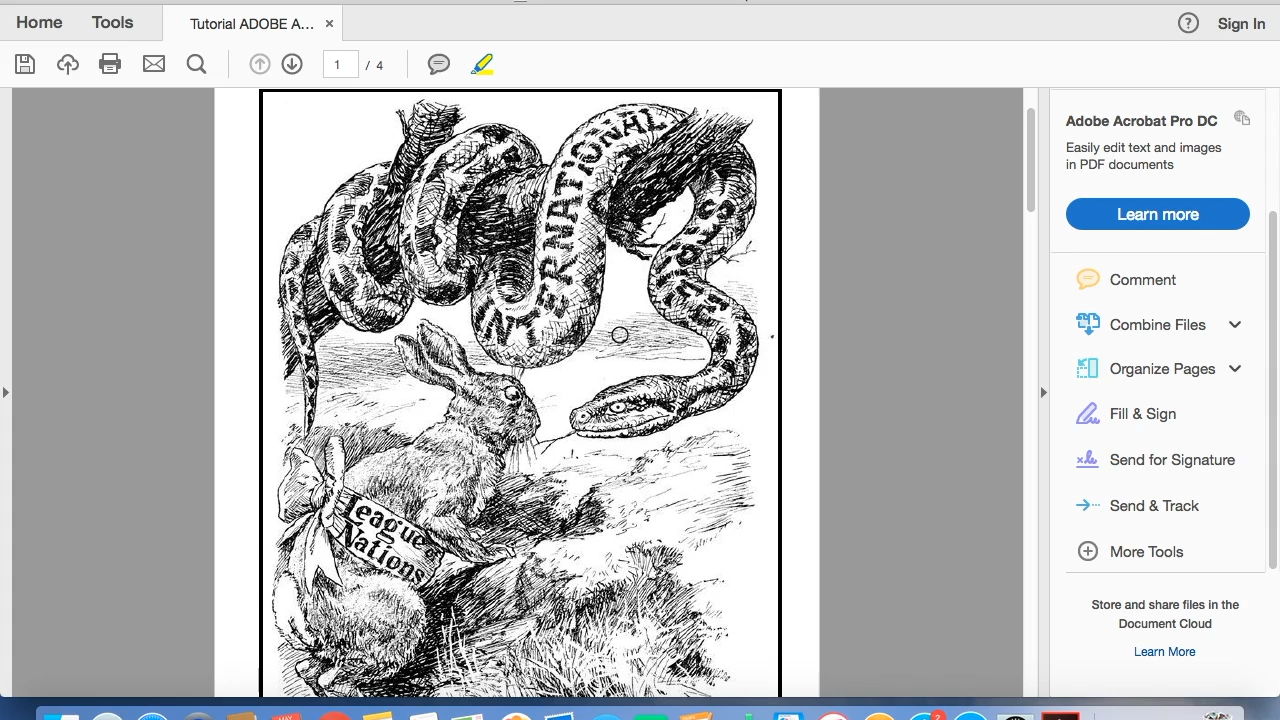 Home
Tools
Tutorial ADOBE A...
Sign In
1
/ 4
INTERNATIONAL
League of
Nations
Adobe Acrobat Pro DC
Easily edit text and images
in PDF documents
Learn more
Comment
Combine Files
Organize Pages
Fill & Sign
Send for Signature
Send & Track
More Tools
Store and share files in the
Document Cloud
Learn More
MAY
2